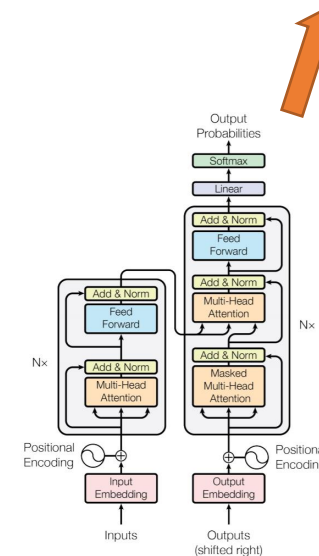 Output
Probabilities
Softmax
Linear
Add & Norm
Feed
Forward
Add & Norm
Multi-Head
Attention
Add & Norm
Masked
Multi-Head
Attention
N×
Add & Norm
Feed
Forward
Add & Norm
Multi-Head
Attention
N×
Positional
Encoding
Input
Embedding
Output
Embedding
Inputs
Outputs
(shifted right)